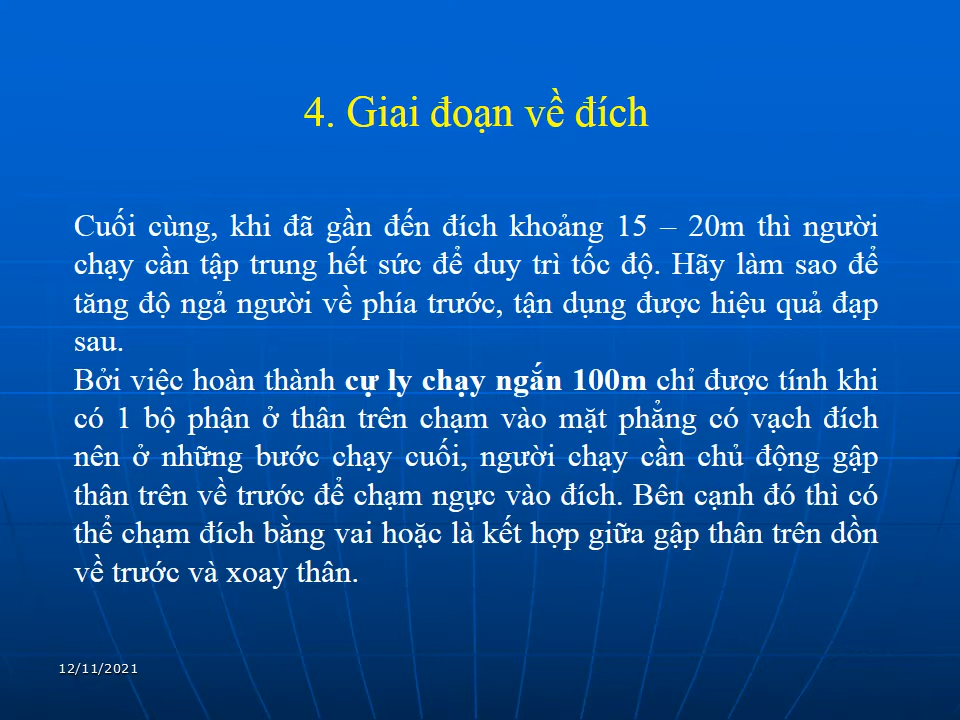 4. Giai đoạn về đích
Cuối cùng, khi đã gần đến đích khoảng 15 – 20m thì người
chạy cần tập trung hết sức để duy trì tốc độ. Hãy làm sao để
tăng độ ngả người về phía trước, tận dụng được hiệu quả đạp
sau.
Bởi việc hoàn thành cự ly chạy ngắn 100m chỉ được tính khi
có 1 bộ phận ở thân trên chạm vào mặt phẳng có vạch đích
nên ở những bước chạy cuối, người chạy cần chủ động gập
thân trên về trước để chạm ngực vào đích. Bên cạnh đó thì có
thể chạm đích bằng vai hoặc là kết hợp giữa gập thân trên dồn
về trước và xoay thân.
12/11/2021